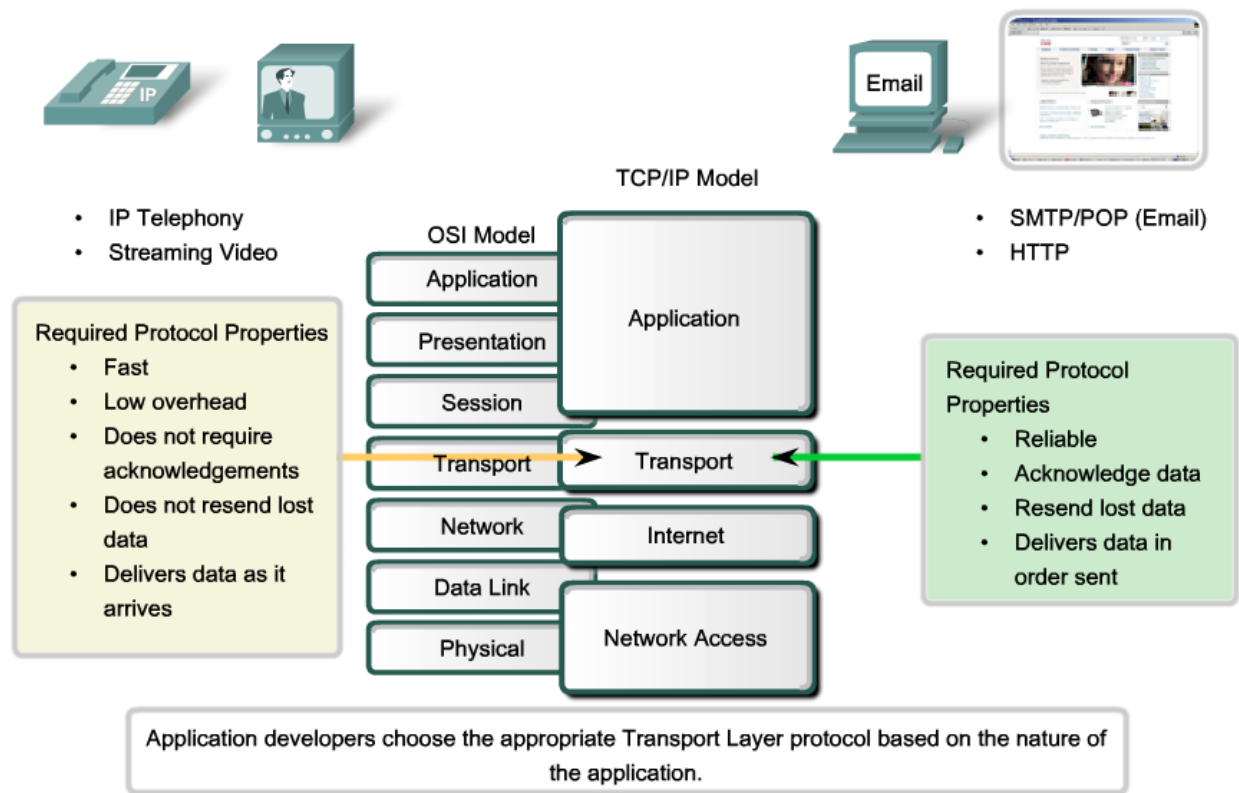 IP
Email
TCP/IP Model
• IP Telephony
• Streaming Video
• SMTP/POP (Email)
• HTTP
OSI Model
Application
Presentation
Session
Transport
Network
Data Link
Physical
Application
Transport
Internet
Network Access
Required Protocol Properties
• Fast
• Low overhead
• Does not require
acknowledgements
• Does not resend lost
data
• Delivers data as it
arrives
Required Protocol
Properties
• Reliable
• Acknowledge data
• Resend lost data
• Delivers data in
order sent
Application developers choose the appropriate Transport Layer protocol based on the nature of
the application.